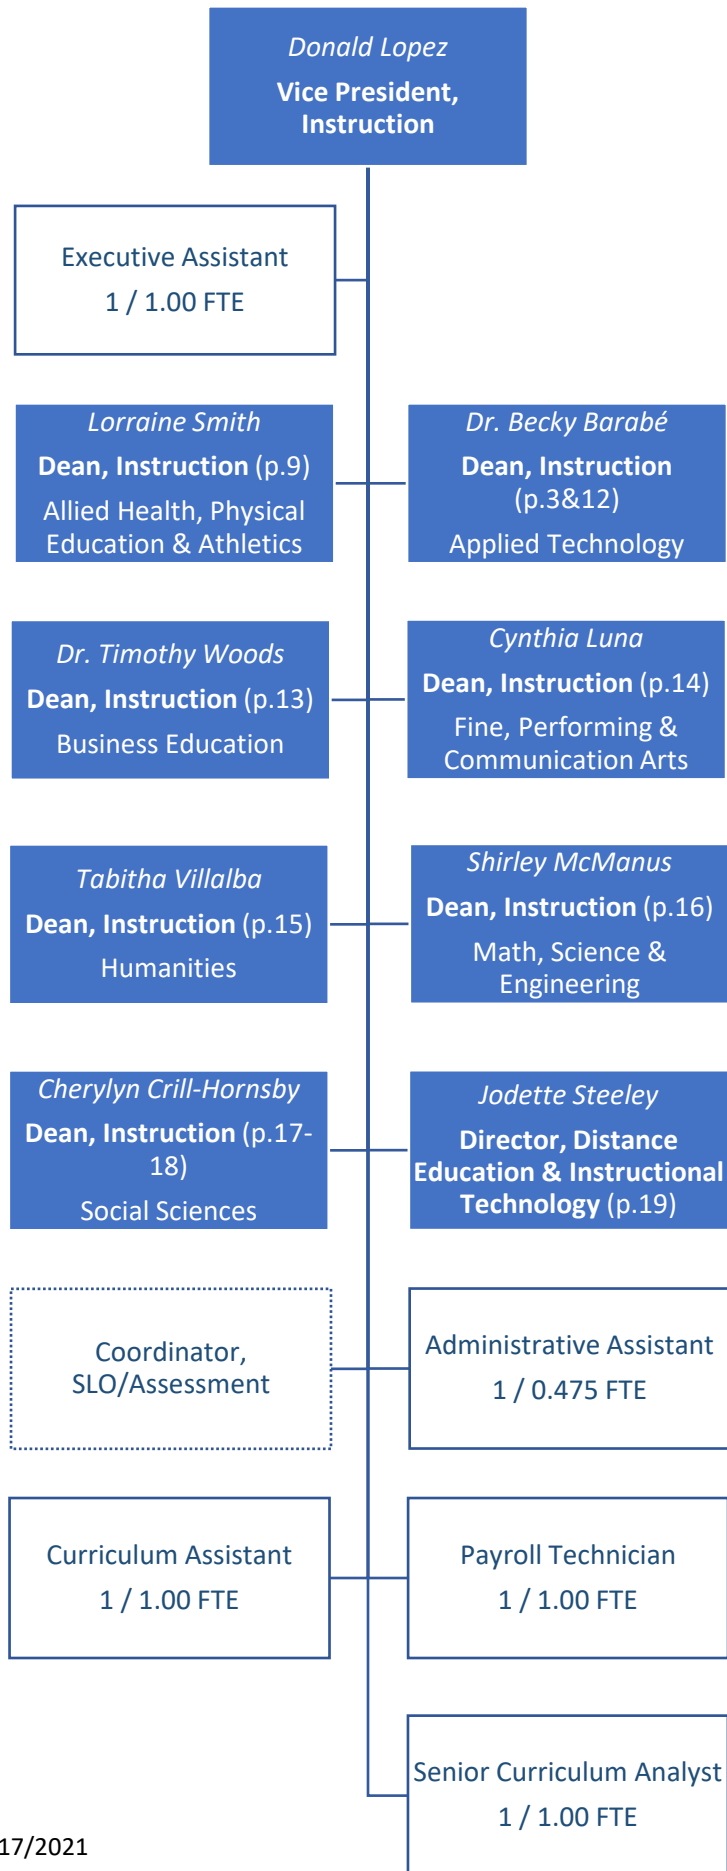 Donald Lopez
Vice President,
Instruction
Executive Assistant
1 / 1.00 FTE
Lorraine Smith
Dean, Instruction (p.9)
Allied Health, Physical
Education & Athletics
Dr. Becky Barabé
Dean, Instruction
(p.3&12)
Applied Technology
Dr. Timothy Woods
Dean, Instruction (p.13)
Business Education
Cynthia Luna
Dean, Instruction (p.14)
Fine, Performing &
Communication Arts
Tabitha Villalba
Dean, Instruction (p.15)
Humanities
Shirley McManus
Dean, Instruction (p.16)
Math, Science &
Engineering
Cherylyn Crill-Hornsby
Dean, Instruction (p.17-
18)
Social Sciences
Jodette Steeley
Director, Distance
Education & Instructional
Technology (p.19)
Coordinator,
SLO/Assessment
Administrative Assistant
1 / 0.475 FTE
Curriculum Assistant
1 / 1.00 FTE
Payroll Technician
1 / 1.00 FTE
Senior Curriculum Analyst
1 / 1.00 FTE
17/2021